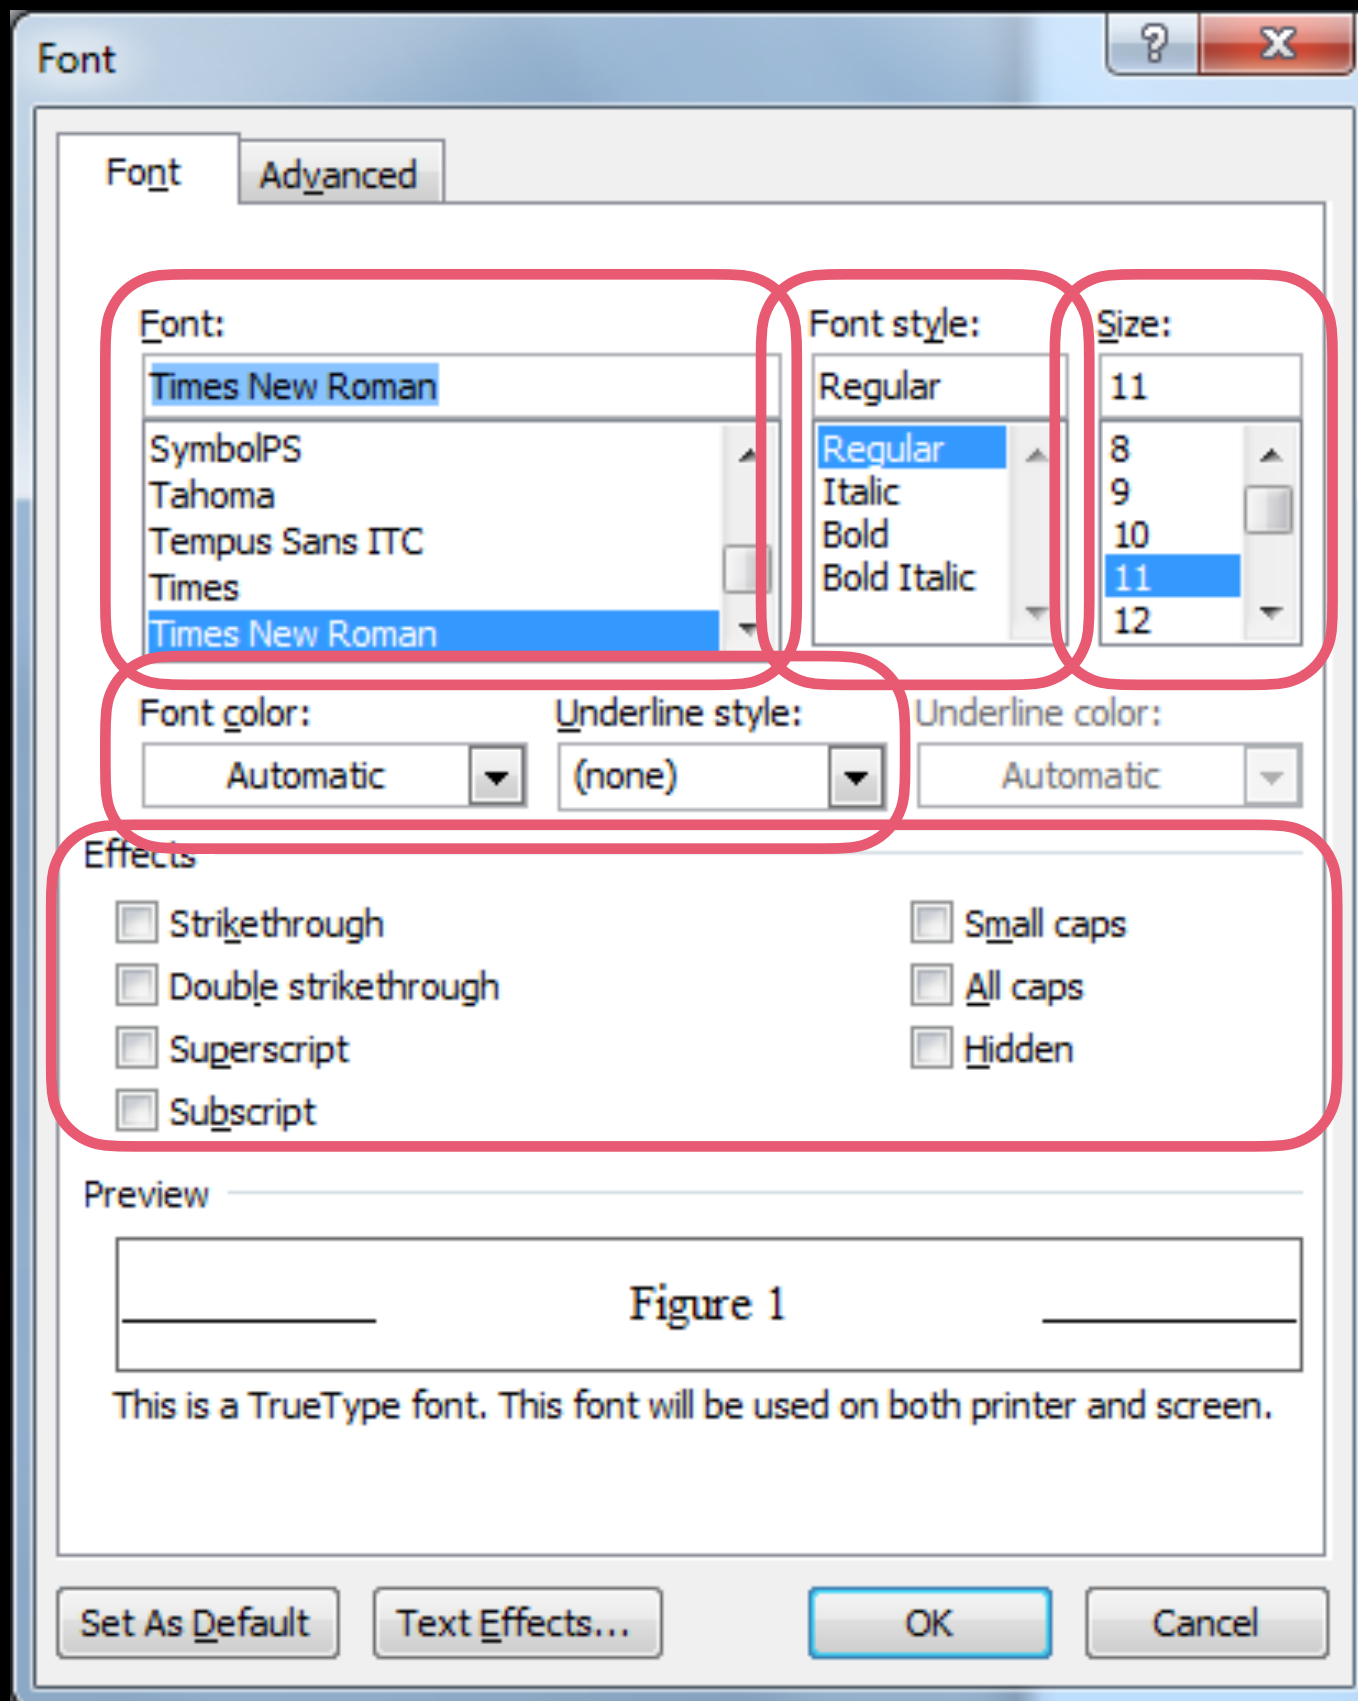 Font
?
X
Font Advanced
Font: Font style: Size:
Times New Roman Regular 11
SymbolPS Regular 8
Tahoma Italic 9
Tempus Sans ITC Bold 10
Times Bold Italic 11
Times New Roman 12
Font color: Underline style: Underline color:
Automatic (none) Automatic
Effects
Strikethrough Small caps
Double strikethrough All caps
Superscript Hidden
Subscript
Preview
Figure 1
This is a TrueType font. This font will be used on both printer and screen.
Set As Default Text Effects... OK Cancel